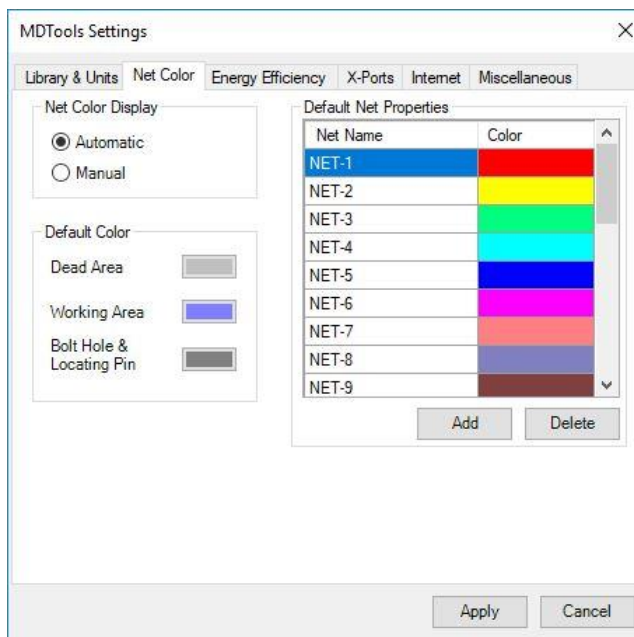 MDTools Settings
Library & Units Net Color Energy Efficiency X-Ports Internet Miscellaneous
Net Color Display
Automatic
Manual
Default Color
Dead Area
Working Area
Bolt Hole &
Locating Pin
Default Net Properties
Net Name Color
NET-1
NET-2
NET-3
NET-4
NET-5
NET-6
NET-7
NET-8
NET-9
Add Delete
Apply Cancel